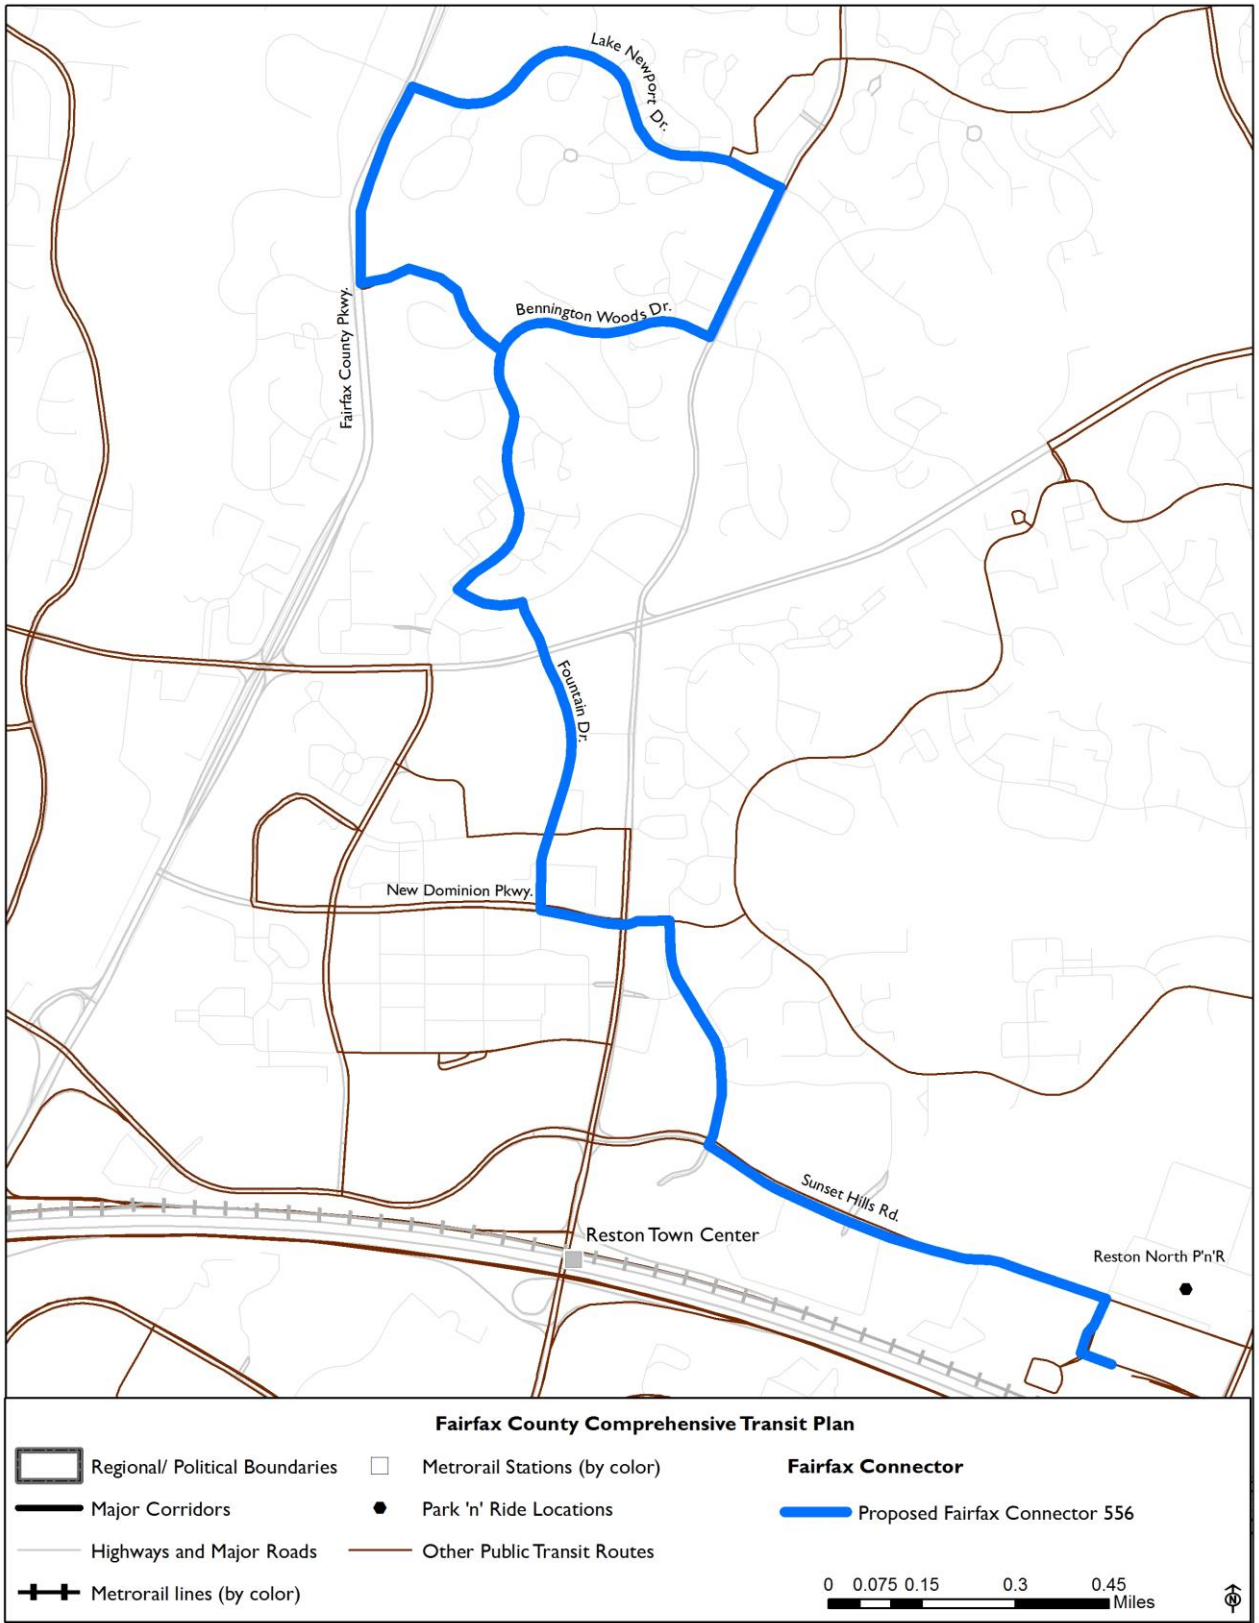 Lake Newport Dr.
Bennington Woods Dr.
Fairfax County Pkwy.
Fountain Dr.
New Dominion Pkwy.
Sunset Hills Rd.
Reston Town Center
Reston North P'n'R
Fairfax County Comprehensive Transit Plan
Regional/ Political Boundaries
Metrorail Stations (by color)
Fairfax Connector
Major Corridors
Park 'n' Ride Locations
Proposed Fairfax Connector 556
Highways and Major Roads
Other Public Transit Routes
Metrorail lines (by color)
0 0.075 0.15 0.3 0.45
Miles
N